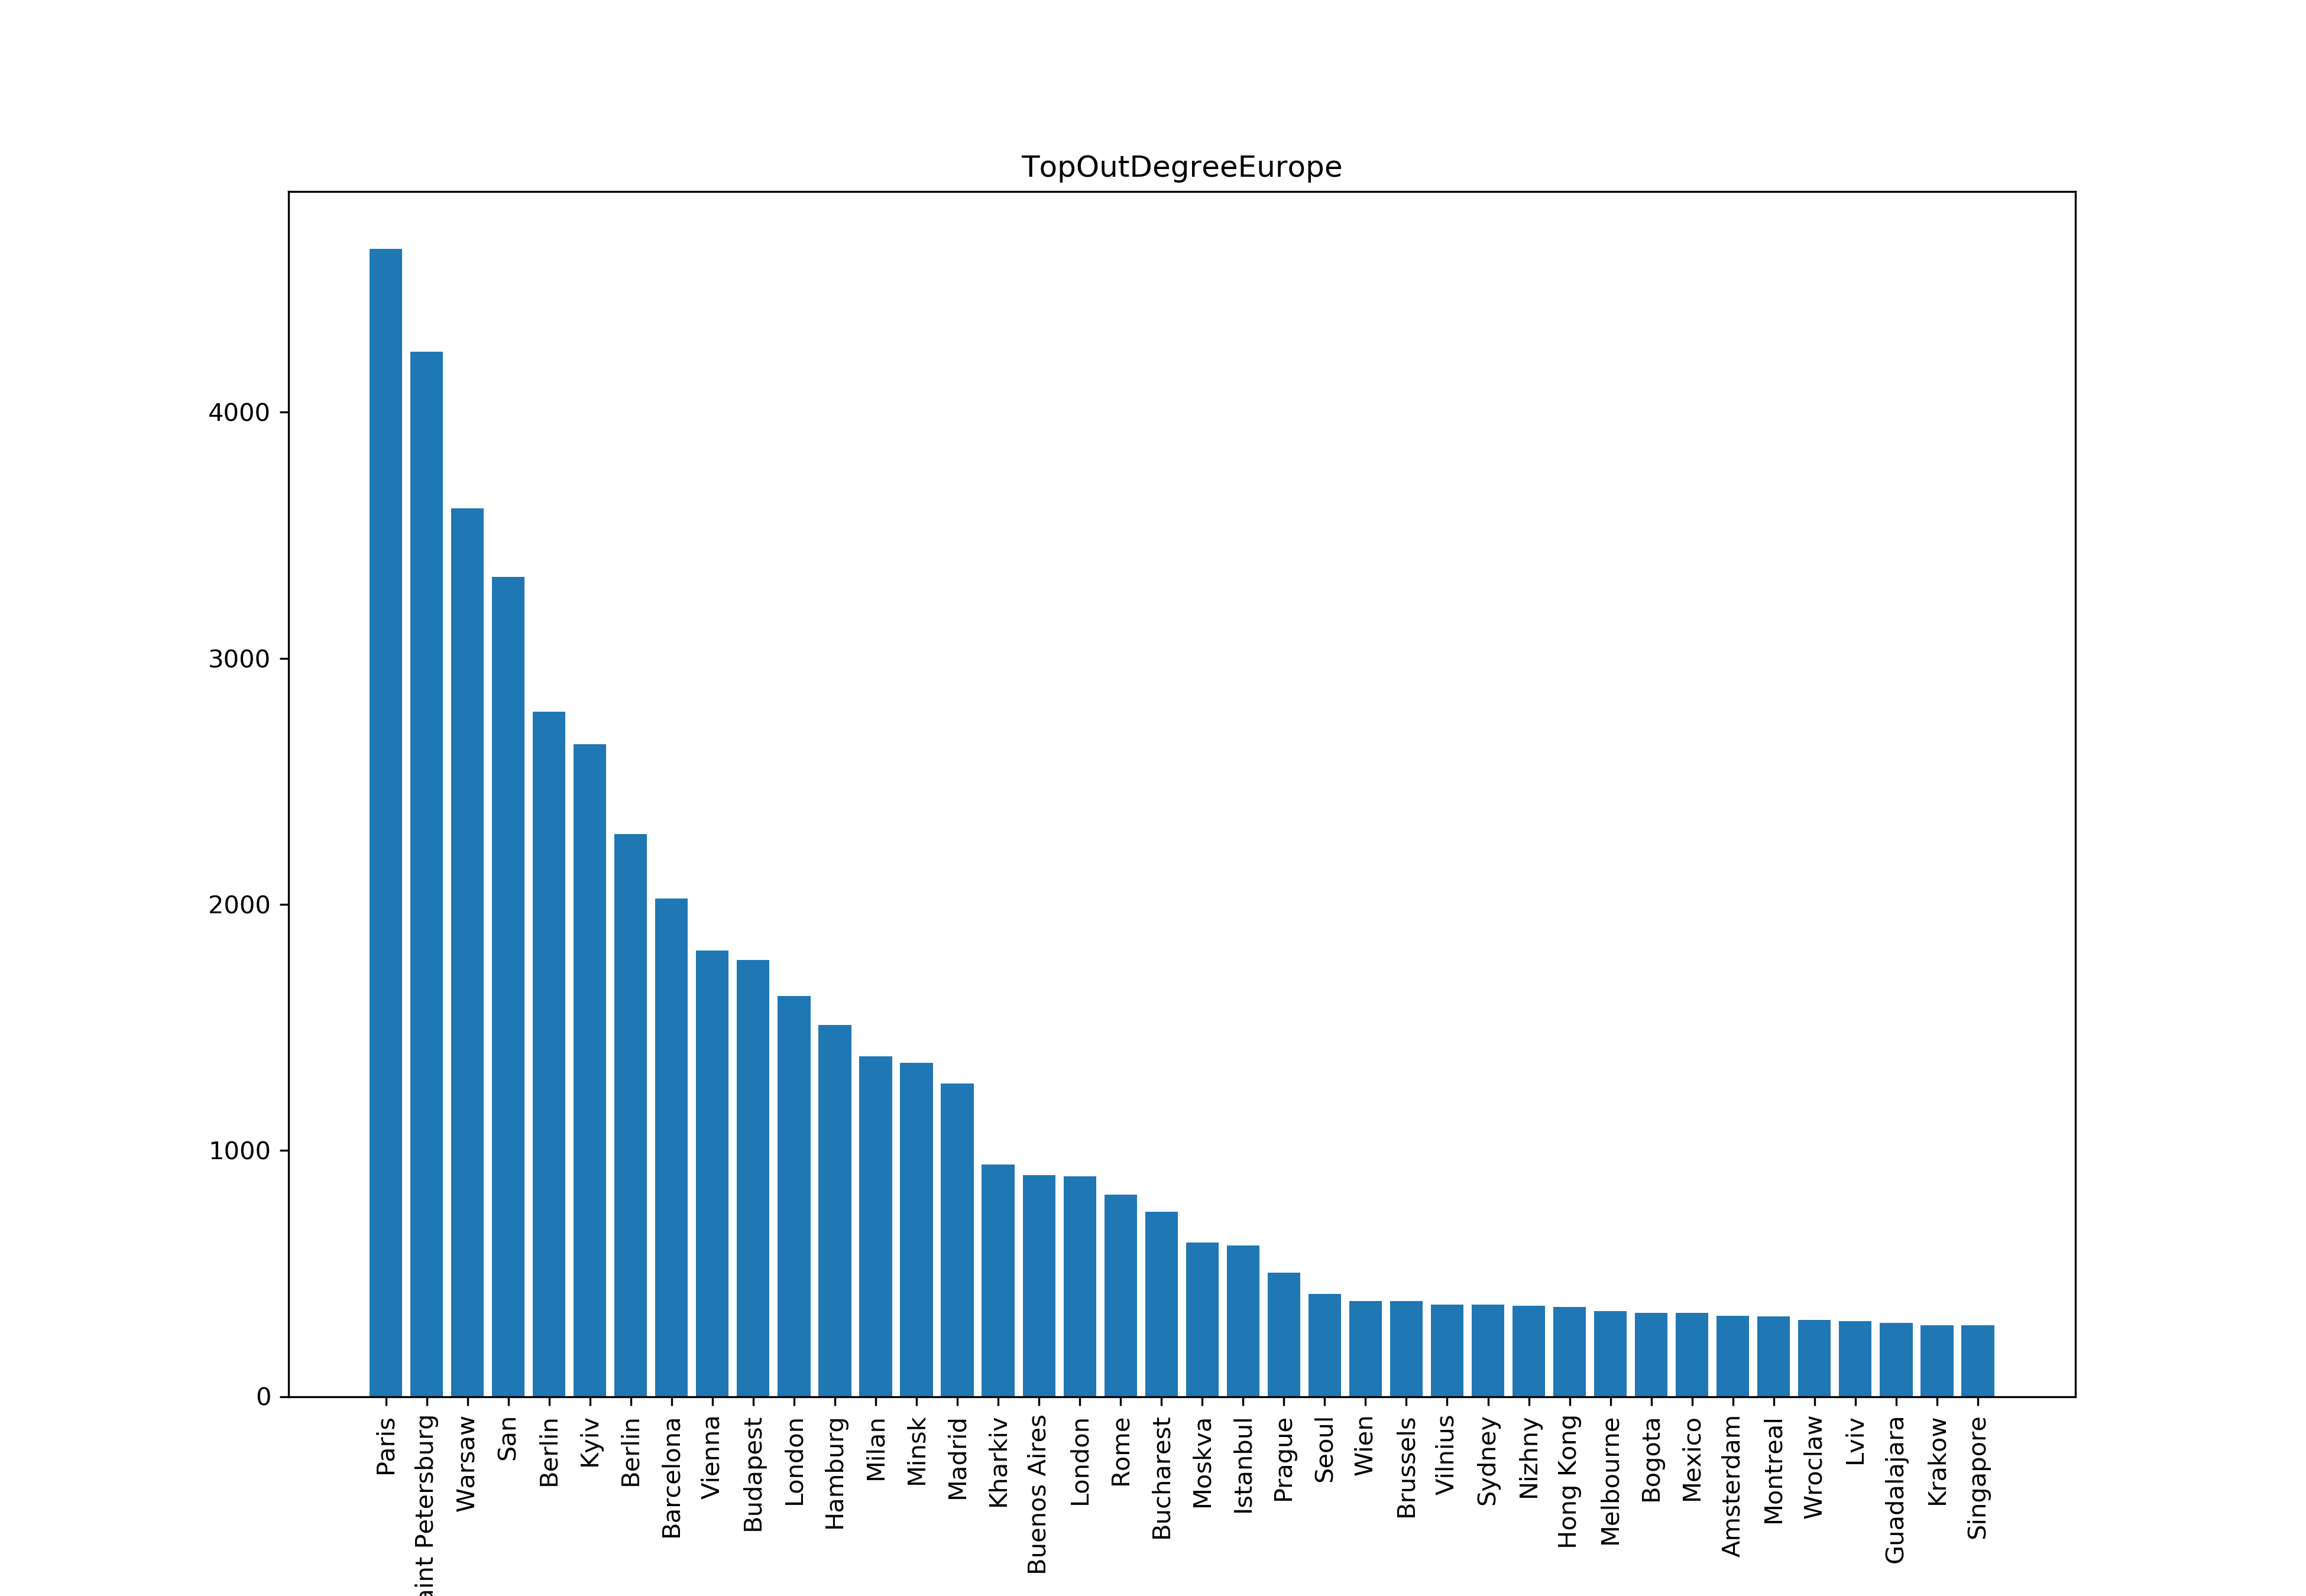 TopOutDegreeEurope
4000
3000
2000
1000
0
Paris
aint Petersburg
Warsaw
San
Berlin
Kyiv
Berlin
Barcelona
Vienna
Budapest
London
Hamburg
Milan
Minsk
Madrid
Kharkiv
Buenos Aires
London
Rome
Bucharest
Moskva
Istanbul
Prague
Seoul
Wien
Brussels
Vilnius
Sydney
Nizhny
Hong Kong
Melbourne
Bogota
Mexico
Amsterdam
Montreal
Wroclaw
Lviv
Guadalajara
Krakow
Singapore